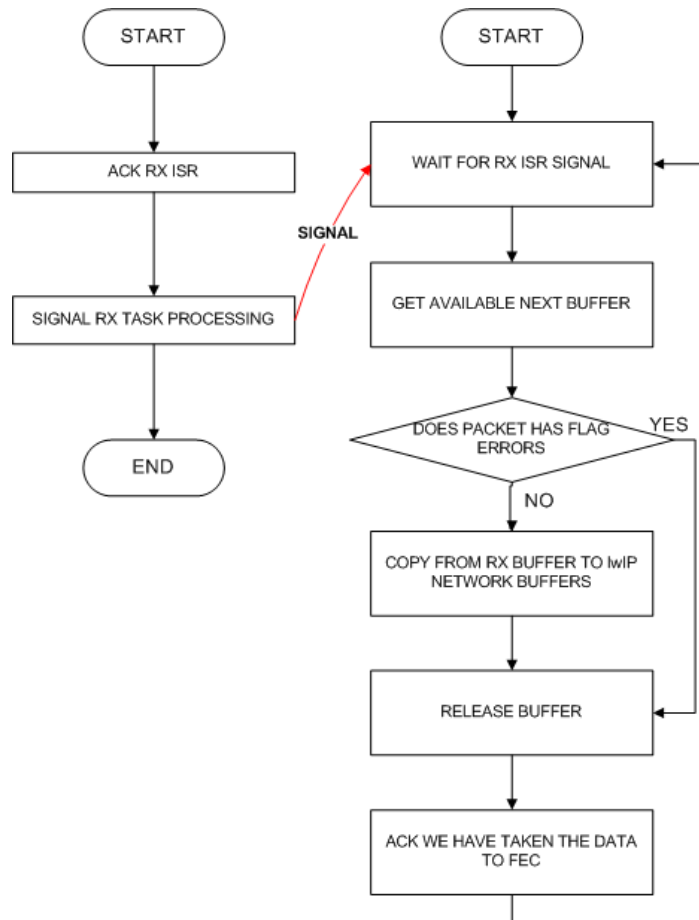 START
ACK RX ISR
SIGNAL RX TASK PROCESSING
END
SIGNAL
START
WAIT FOR RX ISR SIGNAL
GET AVAILABLE NEXT BUFFER
DOES PACKET HAS FLAG
ERRORS
YES
NO
COPY FROM RX BUFFER TO lwIP
NETWORK BUFFERS
RELEASE BUFFER
ACK WE HAVE TAKEN THE DATA
TO FEC